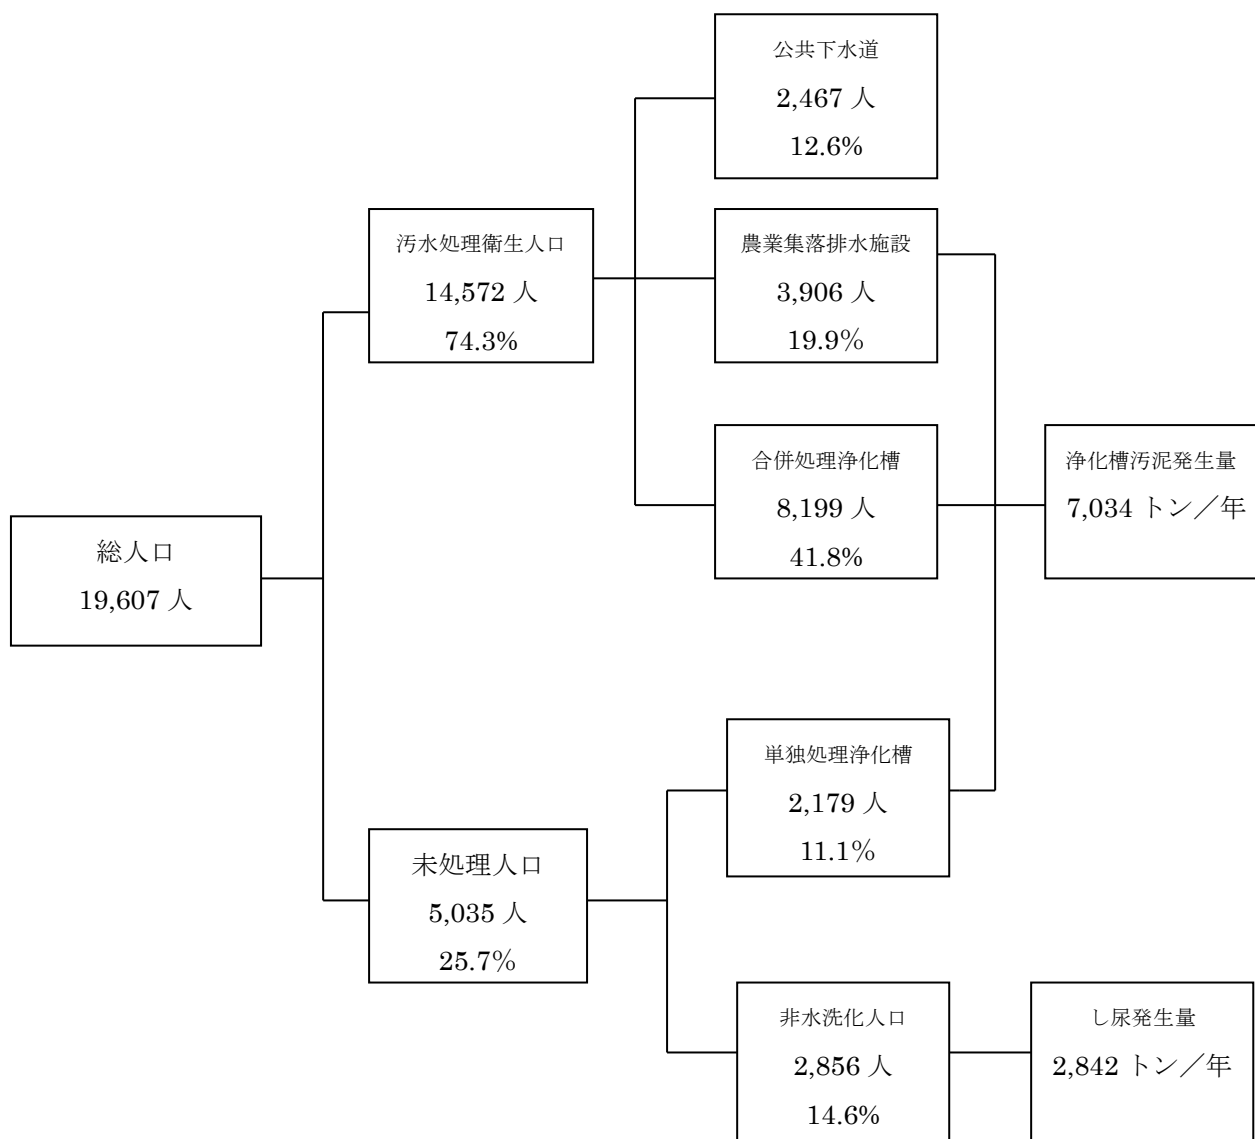 総人口
19,607 人
汚水処理衛生人口
14,572 人
74.3%
公共下水道
2,467 人
12.6%
農業集落排水施設
3,906 人
19.9%
合併処理浄化槽
8,199 人
41.8%
浄化槽汚泥発生量
7,034 トン／年
未処理人口
5,035 人
25.7%
単独処理浄化槽
2,179 人
11.1%
非水洗化人口
2,856 人
14.6%
し尿発生量
2,842 トン／年